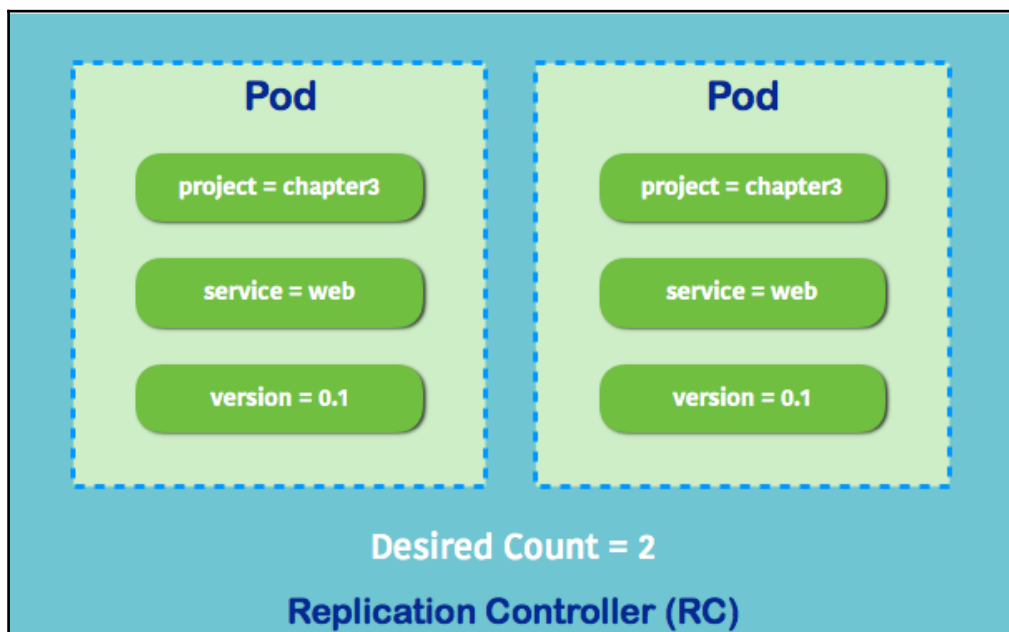 Pod
project = chapter3
service = web
version = 0.1
Pod
project = chapter3
service = web
version = 0.1
Desired Count = 2
Replication Controller (RC)